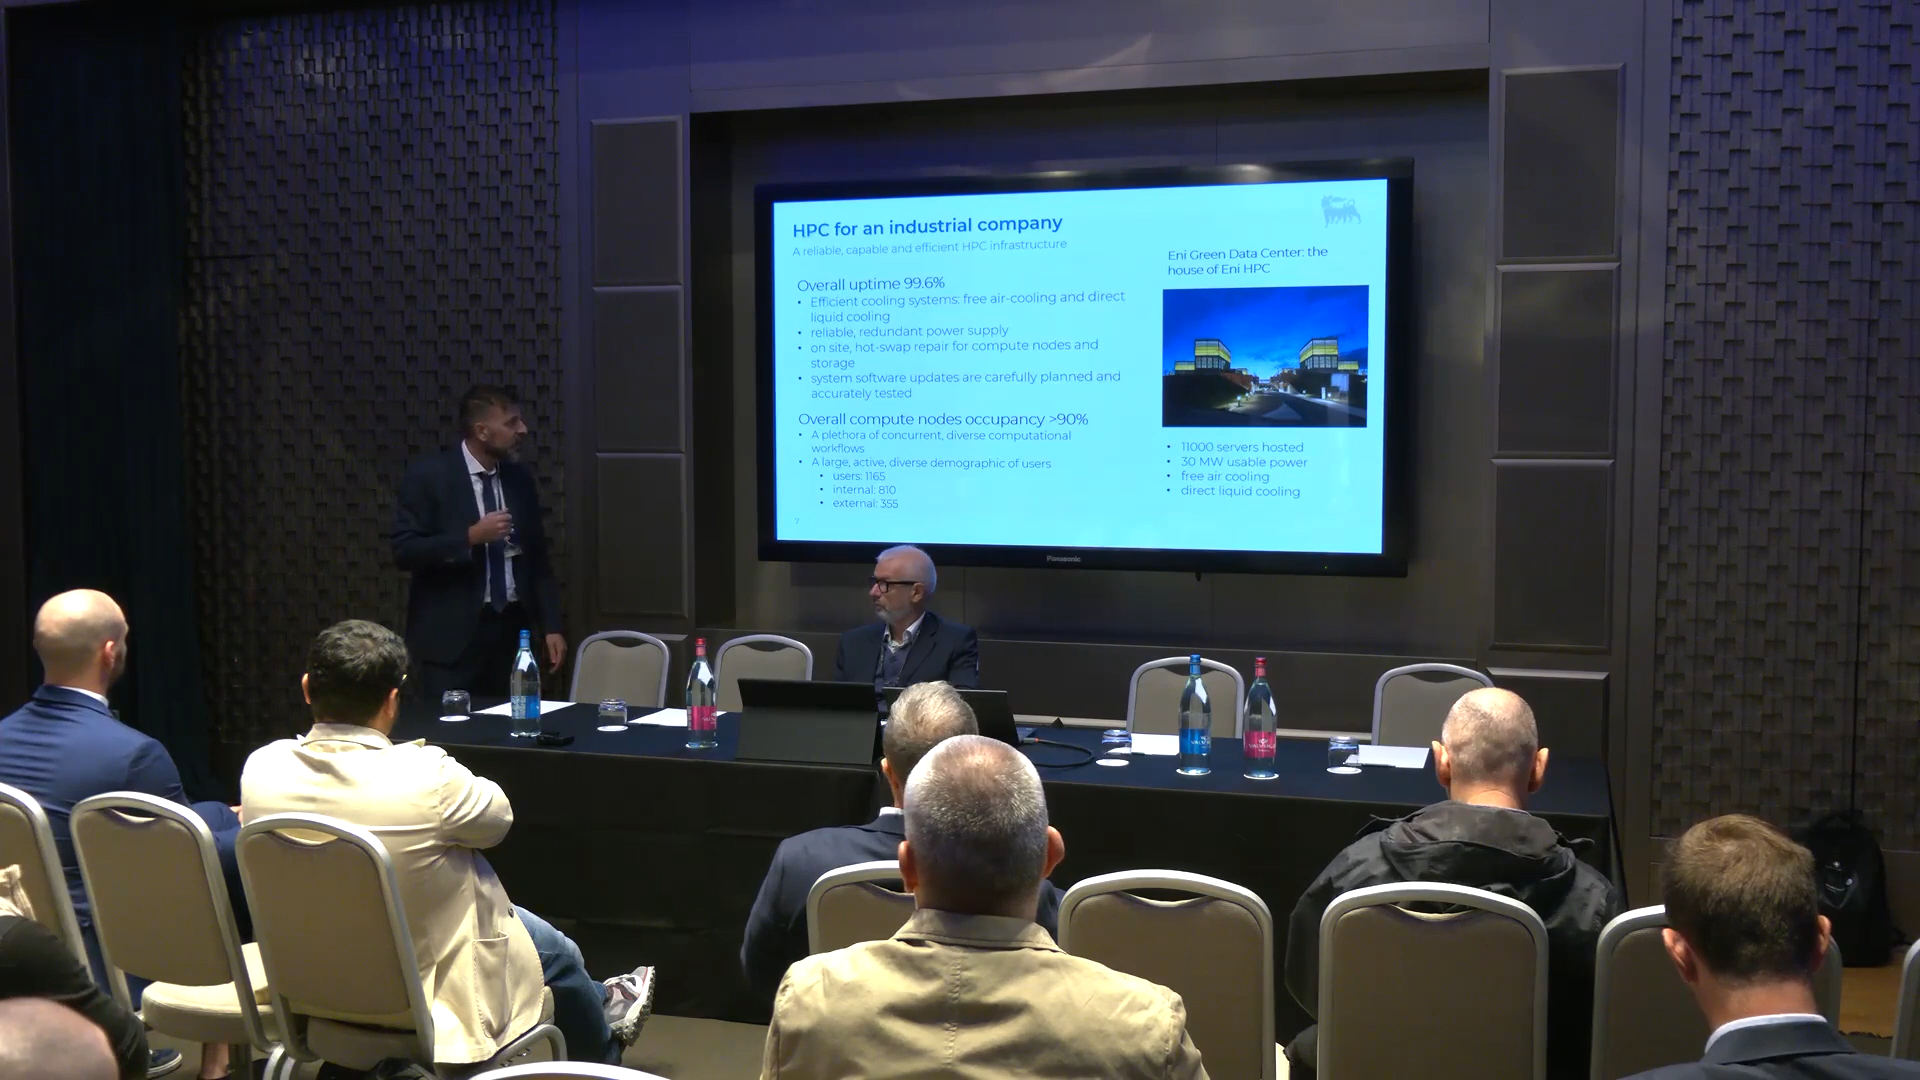 HPC for an industrial company
A reliable, capable and efficient HPC infrastructure
Overall uptime 99.6%
• Efficient cooling systems: free air-cooling and direct
liquid cooling
• reliable, redundant power supply
• on site, hot-swap repair for compute nodes and
storage
• system software updates are carefully planned and
accurately tested
Overall compute nodes occupancy >90%
• A plethora of concurrent, diverse computational
workflows
• A large, active, diverse demographic of users
• users: 1165
• internal: 810
• external: 355
7
Eni Green Data Center: the
house of Eni HPC
• 11000 servers hosted
• 30 MW usable power
• free air cooling
• direct liquid cooling
Panasonic